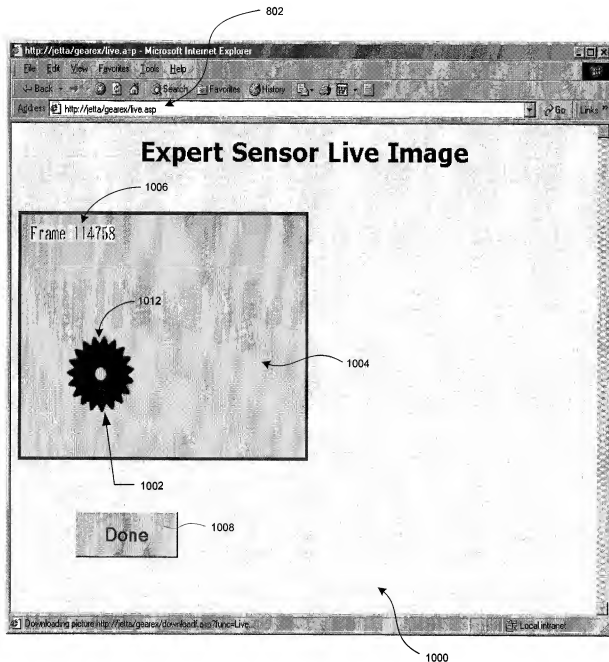 802
http://jetta/gearex/live.asp - Microsoft Internet Explorer
File Edit View Favorites Tools Help
Back Search Favorites History
Address http://jetta/gearex/live.asp Go Links
Expert Sensor Live Image
1006
Frame 114758
1012
1004
1002
Done
1008
Downloading picture http://jetta/gearex/downloadf.asp?func=Live... Local intranet
1000